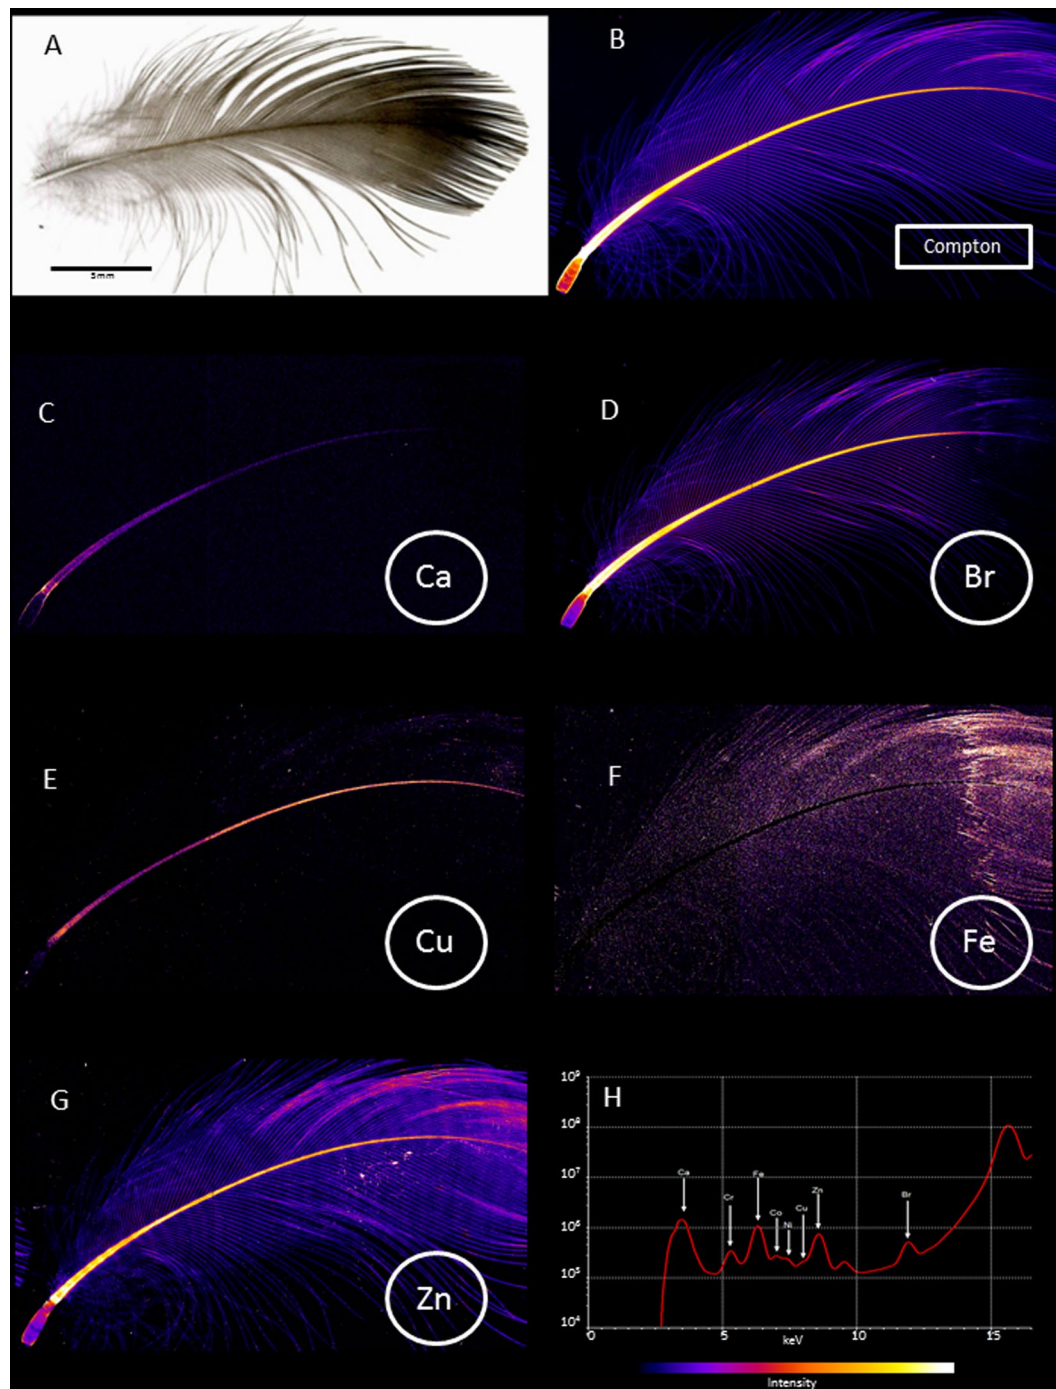 A
5mm
B
Compton
C
Ca
D
Br
E
Cu
F
Fe
G
Zn
H
10⁹
10⁸
10⁷
10⁶
10⁵
10⁴
Ca
Cr
Fe
Co
Ni
Cu
Zn
Br
0 5 10 15
keV
Intensity